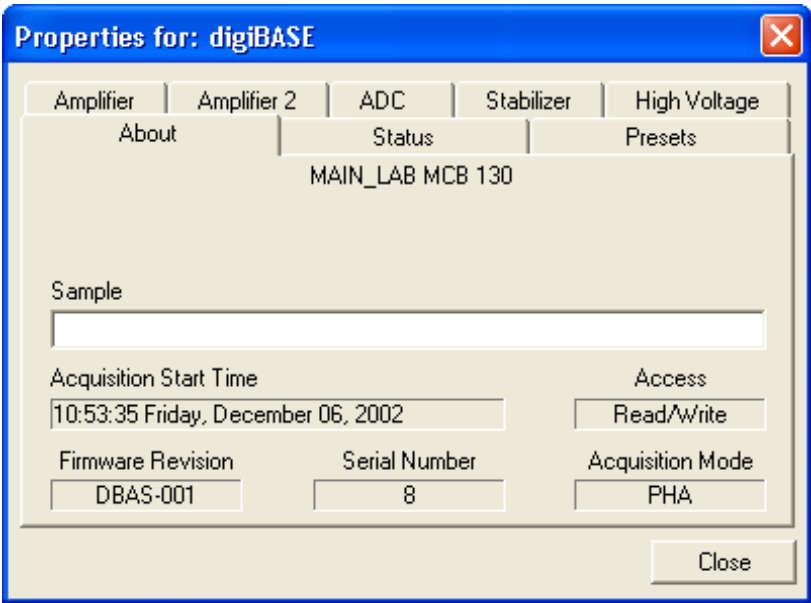 Properties for: digiBASE
Amplifier Amplifier 2 ADC Stabilizer High Voltage
About Status Presets
MAIN_LAB MCB 130
Sample
Acquisition Start Time Access
10:53:35 Friday, December 06, 2002 Read/Write
Firmware Revision Serial Number Acquisition Mode
DBAS-001 8 PHA
Close